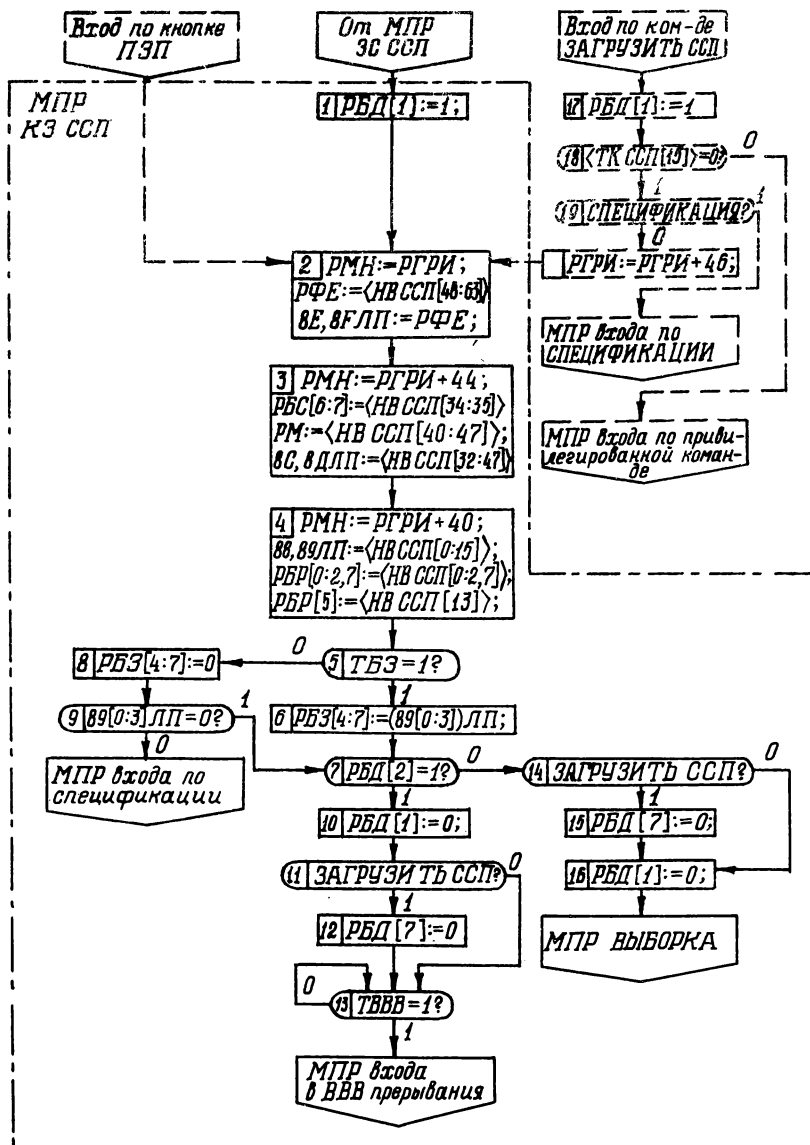 Вход по кнопке
ПЗП
От МПР
ЗС ССП
Вход по ком-де
ЗАГРУЗИТЬ ССП
МПР
КЗ ССП
1 РБД[1]:=1;
17 РБД[1]:=1
18 <ТК ССП[15]>=0?
0
1
19 СПЕЦИФИКАЦИЯ?
1
0
РГРИ:=РГРИ+46;
2 РМН:=РГРИ;
РФЕ:=<НВ ССП[48:63]>
8Е, 8FЛП:=РФЕ;
МПР входа по
СПЕЦИФИКАЦИИ
3 РМН:=РГРИ+44;
РБС[6:7]:=<НВ ССП[34:35]>
РМ:=<НВ ССП[40:47]>;
8С, 8ДЛП:=<НВ ССП[32:47]>
МПР входа по приви-
легированной коман-
де
4 РМН:=РГРИ+40;
88,89ЛП:=<НВ ССП[0:15]>;
РБР[0:2,7]:=<НВ ССП[0:2,7]>;
РБР[5]:=<НВ ССП[13]>;
8 РБЗ[4:7]:=0
0
5 ТБЗ=1?
1
9 89[0:3]ЛП=0?
1
0
6 РБЗ[4:7]:=(89[0:3])ЛП;
МПР входа по
спецификации
7 РБД[2]=1?
0
1
14 ЗАГРУЗИТЬ ССП?
0
1
10 РБД[1]:=0;
15 РБД[7]:=0;
11 ЗАГРУЗИТЬ ССП?
0
1
16 РБД[1]:=0;
12 РБД[7]:=0
МПР ВЫБОРКА
0
13 ТВВВ=1?
1
МПР входа
в ВВВ прерывания